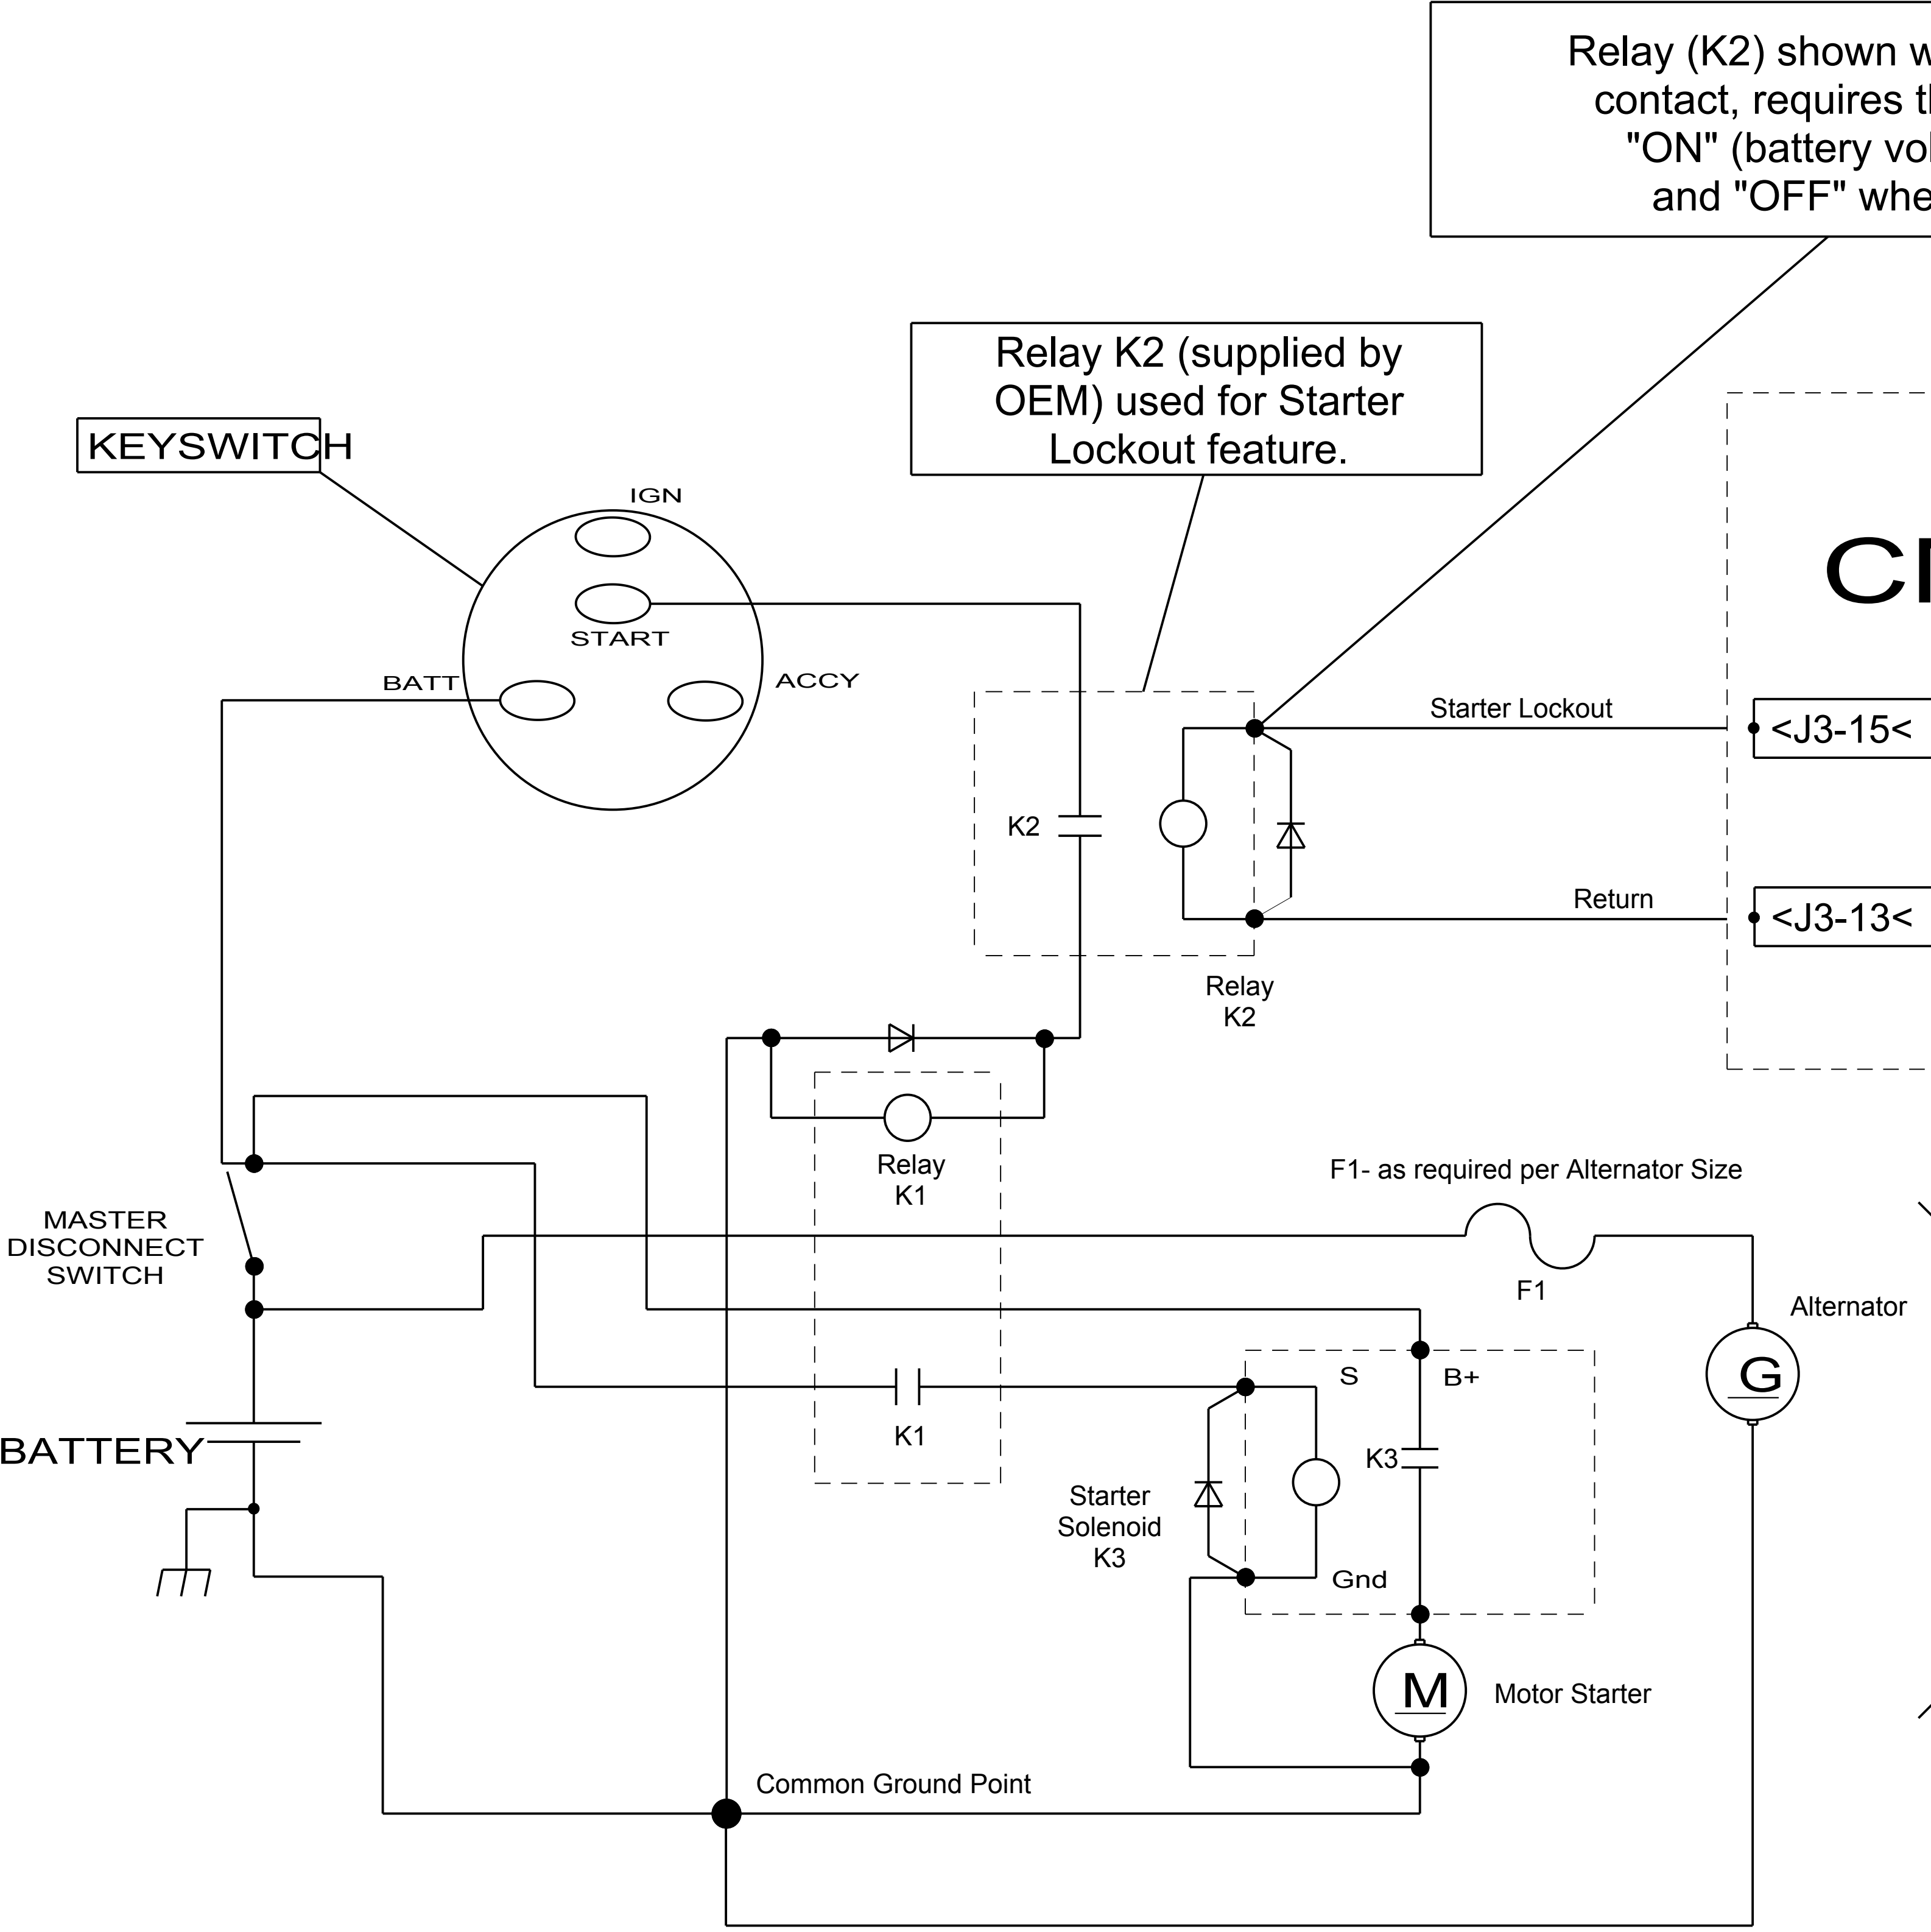 Relay (K2) shown
contact, requires
"ON" (battery
and "OFF"
Relay K2 (supplied by
OEM) used for Starter
Lockout feature.
KEYSWITCH
IGN
START
BATT
ACCY
Starter Lockout
<J3-15<
K2
Return
<J3-13<
Relay
K2
Relay
K1
F1- as required per Alternator Size
MASTER
DISCONNECT
SWITCH
F1
Alternator
G
S
B+
K1
K3
BATTERY
Starter
Solenoid
K3
Gnd
M
Motor Starter
Common Ground Point